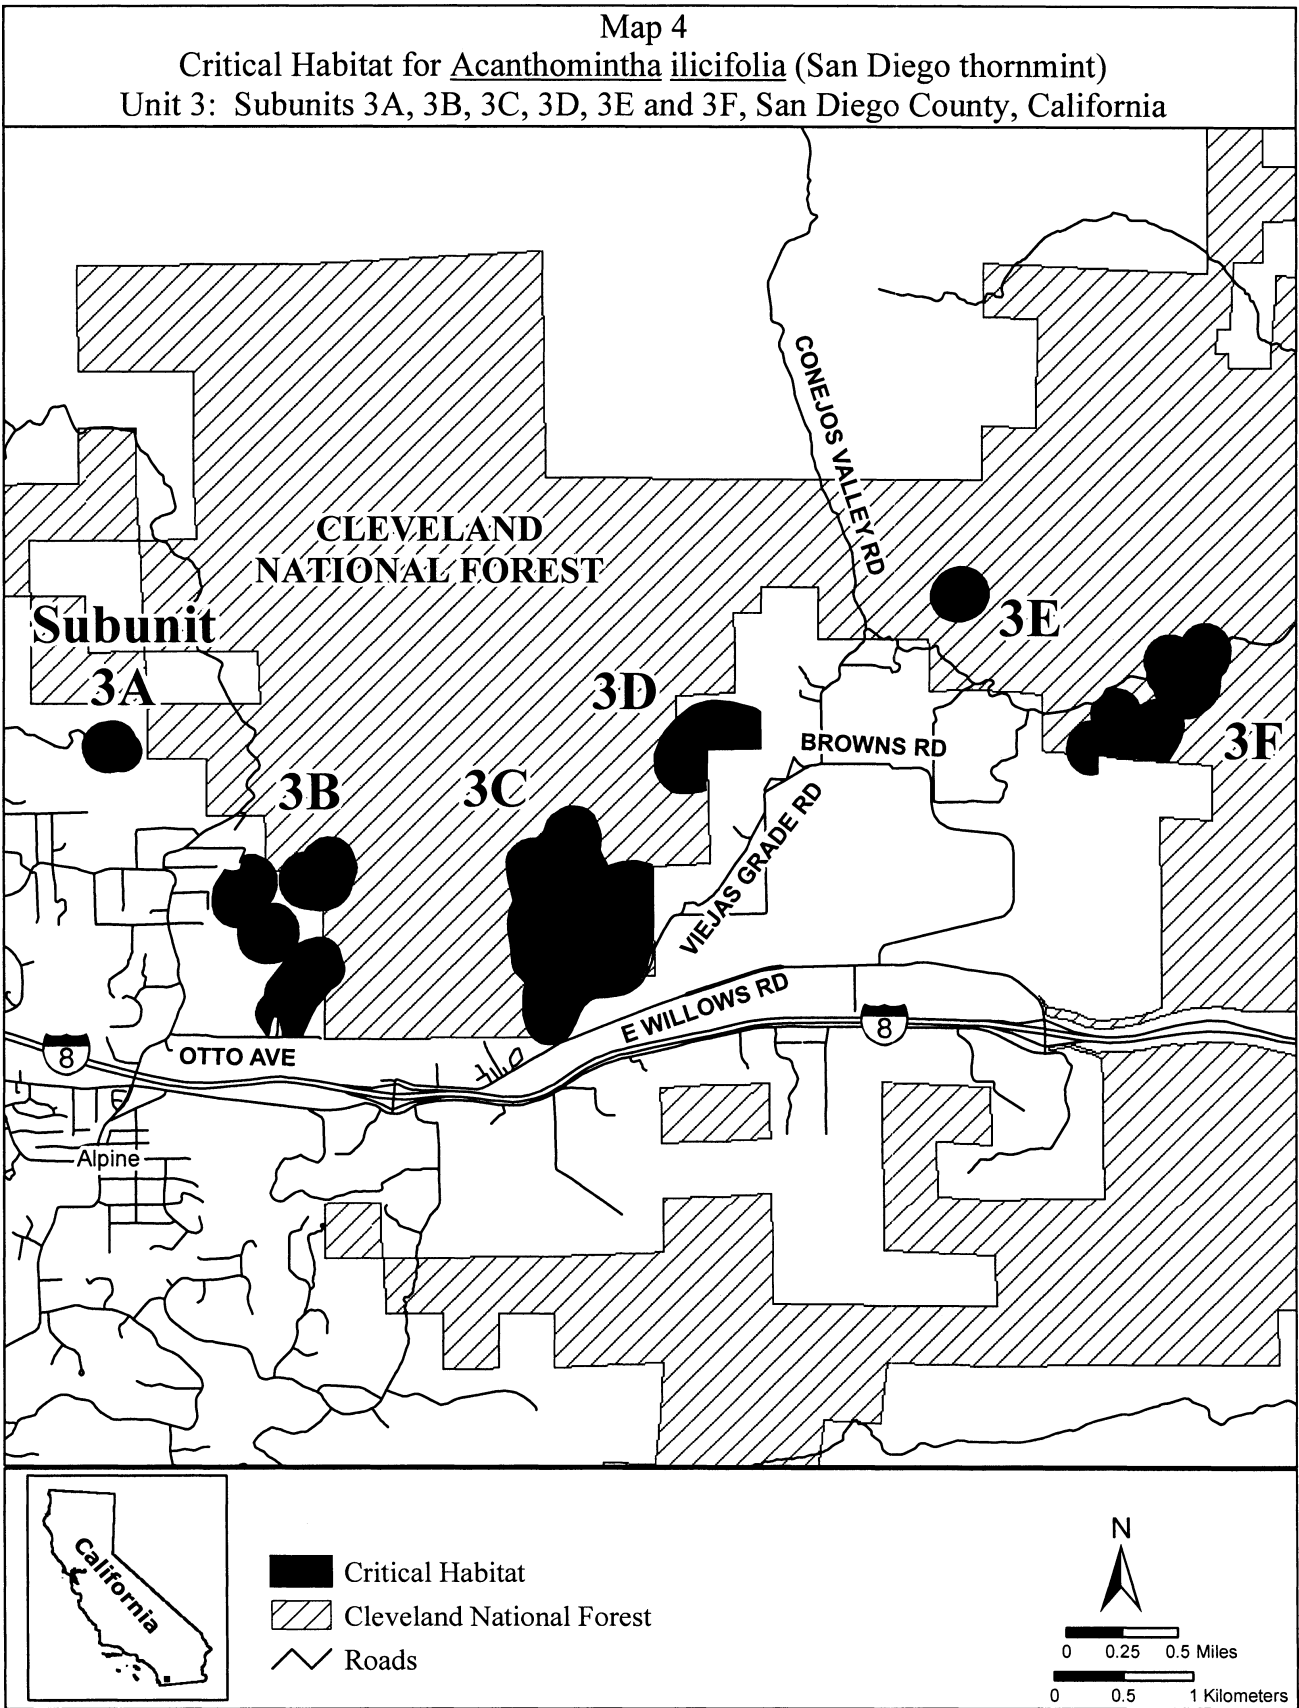 Map 4
Critical Habitat for Acanthomintha ilicifolia (San Diego thornmint)
Unit 3: Subunits 3A, 3B, 3C, 3D, 3E and 3F, San Diego County, California
CONEJOS VALLEY RD
CLEVELAND
NATIONAL FOREST
Subunit
3A
3E
3D
3F
BROWNS RD
3B
3C
VIEJAS GRADE RD
E WILLOWS RD
8
8
OTTO AVE
Alpine
California
Critical Habitat
Cleveland National Forest
Roads
N
0 0.25 0.5 Miles
0 0.5 1 Kilometers